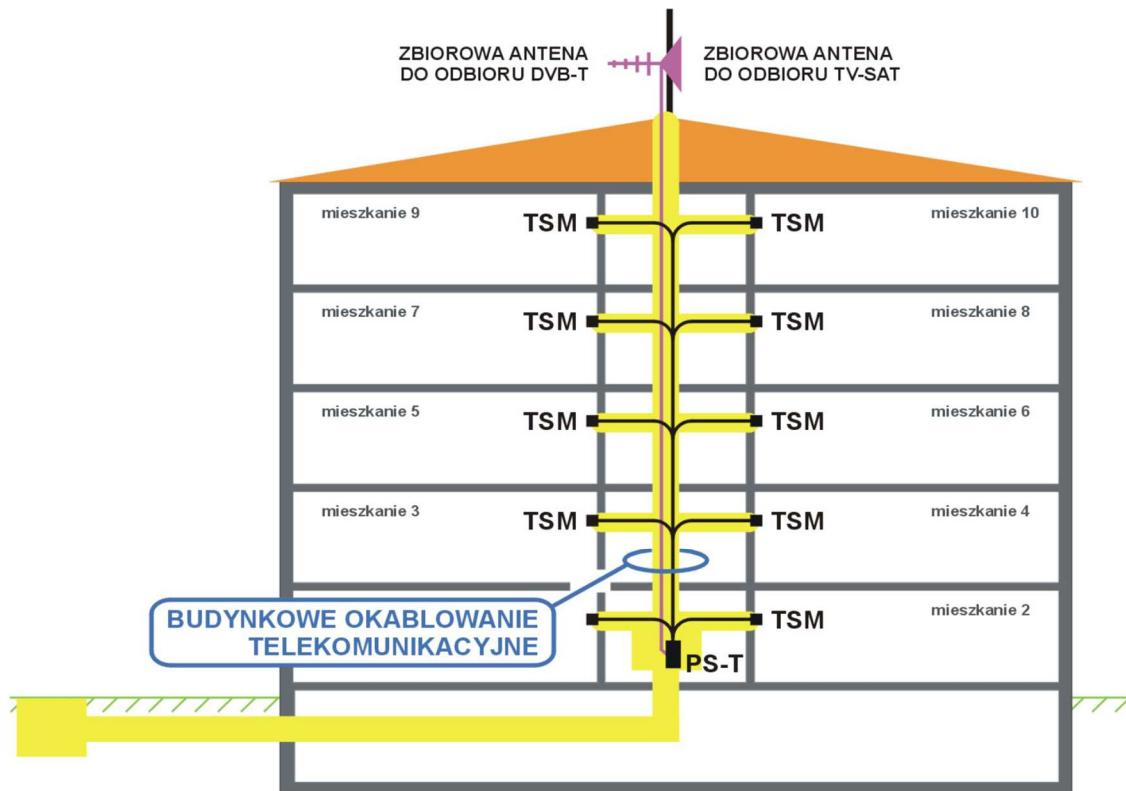 ZBIOROWA ANTENA
DO ODBIORU DVB-T
ZBIOROWA ANTENA
DO ODBIORU TV-SAT
mieszkanie 9
TSM
TSM
mieszkanie 10
mieszkanie 7
TSM
TSM
mieszkanie 8
mieszkanie 5
TSM
TSM
mieszkanie 6
mieszkanie 3
TSM
TSM
mieszkanie 4
BUDYNKOWE OKABLOWANIE
TELEKOMUNIKACYJNE
TSM
mieszkanie 2
PS-T